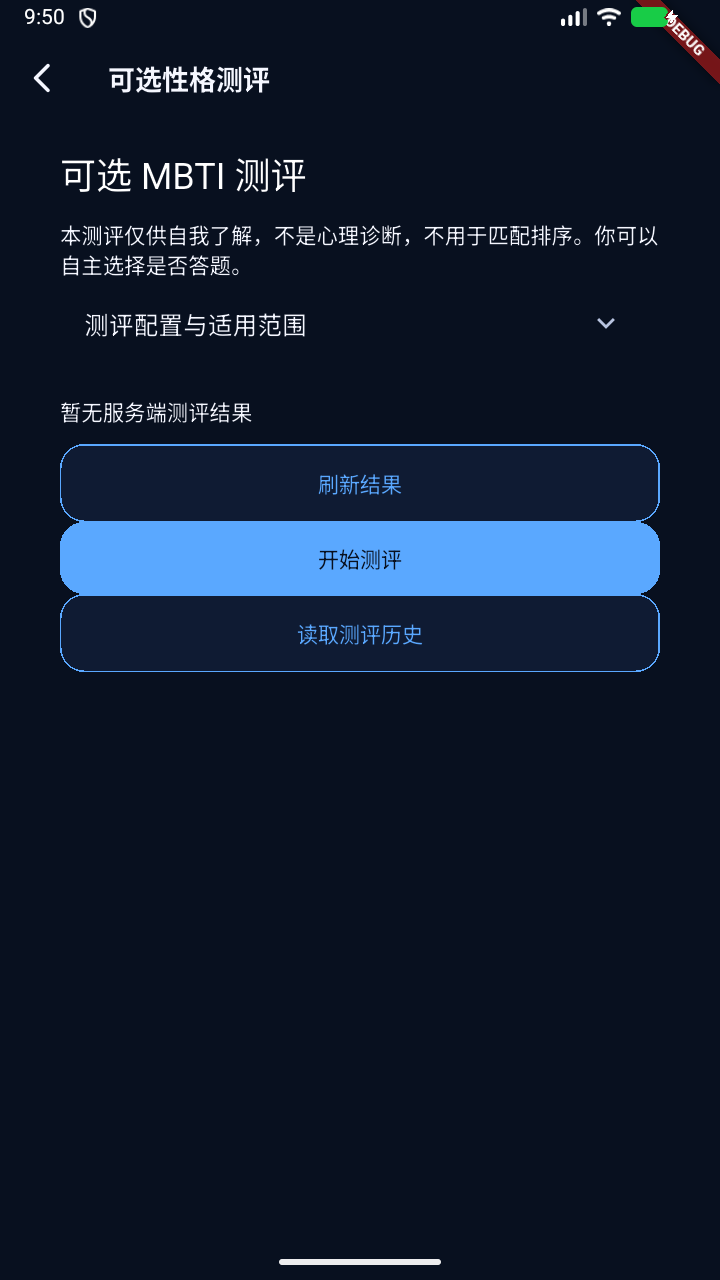 9:50
DEBUG
可选性格测评
可选 MBTI 测评
本测评仅供自我了解，不是心理诊断，不用于匹配排序。你可以
自主选择是否答题。
测评配置与适用范围
暂无服务端测评结果
刷新结果
开始测评
读取测评历史